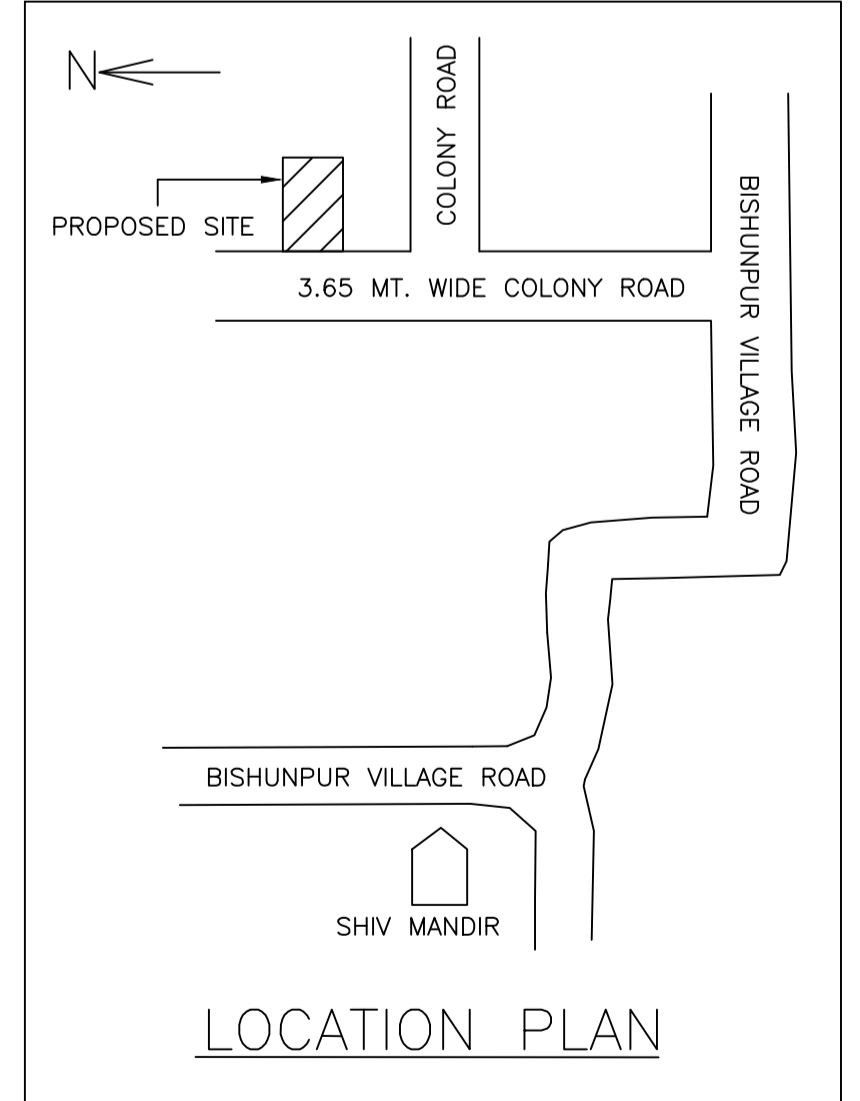 N
COLONY ROAD
PROPOSED SITE
3.65 MT. WIDE COLONY ROAD
BISHUNPUR VILLAGE ROAD
BISHUNPUR VILLAGE ROAD
SHIV MANDIR
LOCATION PLAN